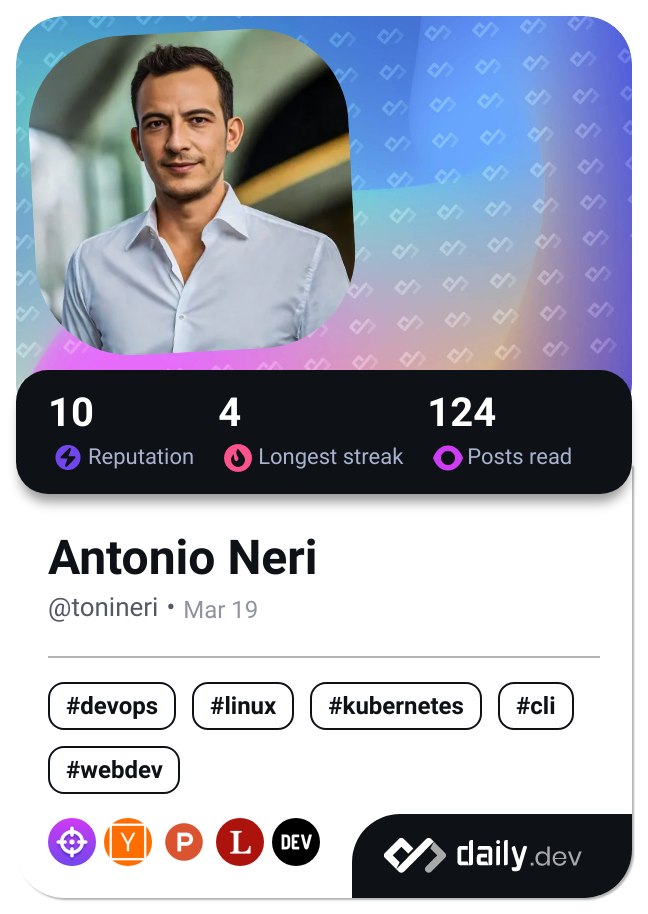 10
4
124
Reputation
Longest streak
Posts read
Antonio Neri
@tonineri • Mar 19
#devops
#linux
#kubernetes
#cli
#webdev
Y
P
L
DEV
daily.dev